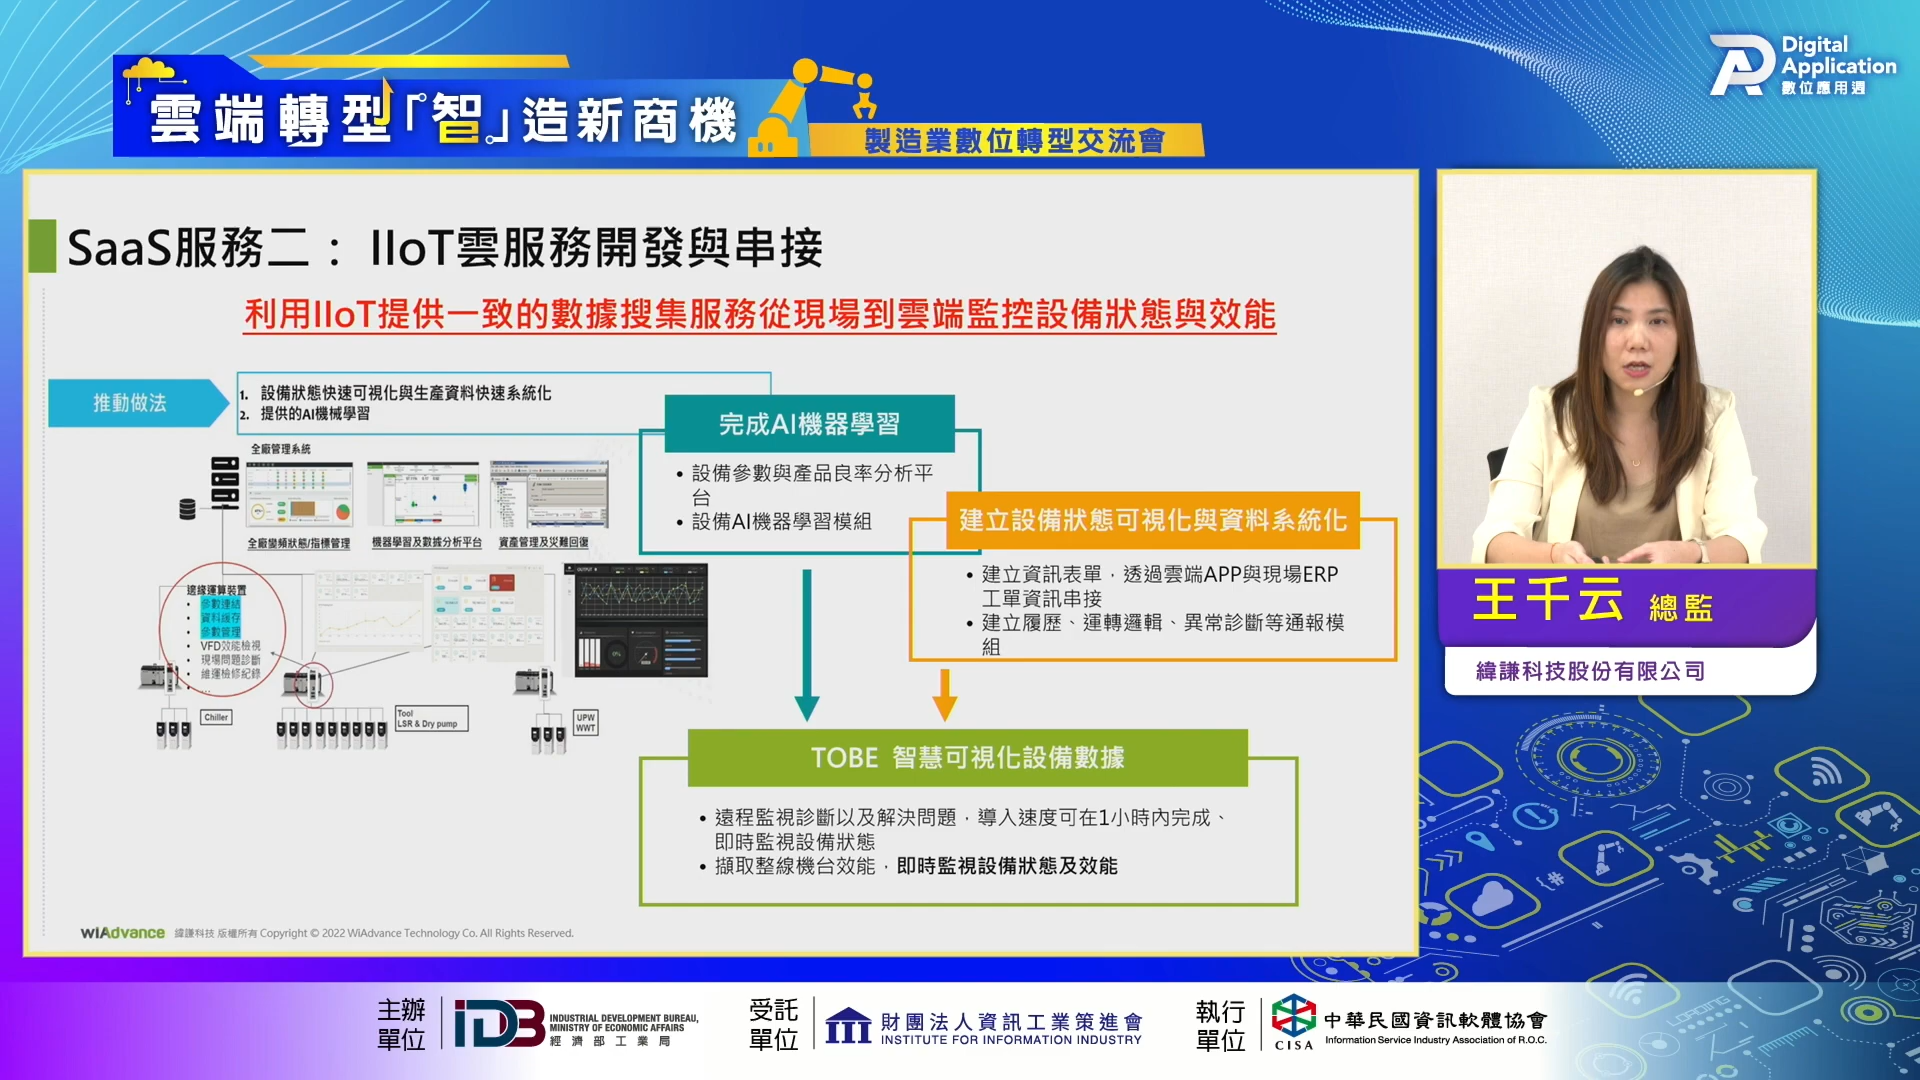 雲端轉型「智」造新商機
製造業數位轉型交流會
Digital
Application
數位應用週
SaaS服務二： IIoT雲服務開發與串接
利用IIoT提供一致的數據搜集服務從現場到雲端監控設備狀態與效能
推動做法
1. 設備狀態快速可視化與生產資料快速系統化
2. 提供的AI機械學習
全廠管理系統
全廠變頻狀態/指標管理
機器學習及數據分析平台
資產管理及災難回復
邊緣運算裝置
• 參數連結
• 資料緩存
• 參數管理
• VFD效能檢視
• 現場問題診斷
• 維運檢修紀錄
• ...
Chiller
Tool
LSR & Dry pump
UPW
WWT
完成AI機器學習
• 設備參數與產品良率分析平
台
• 設備AI機器學習模組
建立設備狀態可視化與資料系統化
• 建立資訊表單，透過雲端APP與現場ERP
工單資訊串接
• 建立履歷、運轉邏輯、異常診斷等通報模
組
TOBE 智慧可視化設備數據
• 遠程監視診斷以及解決問題，導入速度可在1小時內完成、
即時監視設備狀態
• 擷取整線機台效能，即時監視設備狀態及效能
wiAdvance 緯謙科技 版權所有 Copyright © 2022 WiAdvance Technology Co. All Rights Reserved.
王千云 總監
緯謙科技股份有限公司
主辦
單位
IDB
INDUSTRIAL DEVELOPMENT BUREAU,
MINISTRY OF ECONOMIC AFFAIRS
經濟部工業局
受託
單位
財團法人資訊工業策進會
INSTITUTE FOR INFORMATION INDUSTRY
執行
單位
CISA
中華民國資訊軟體協會
Information Service Industry Association of R.O.C.